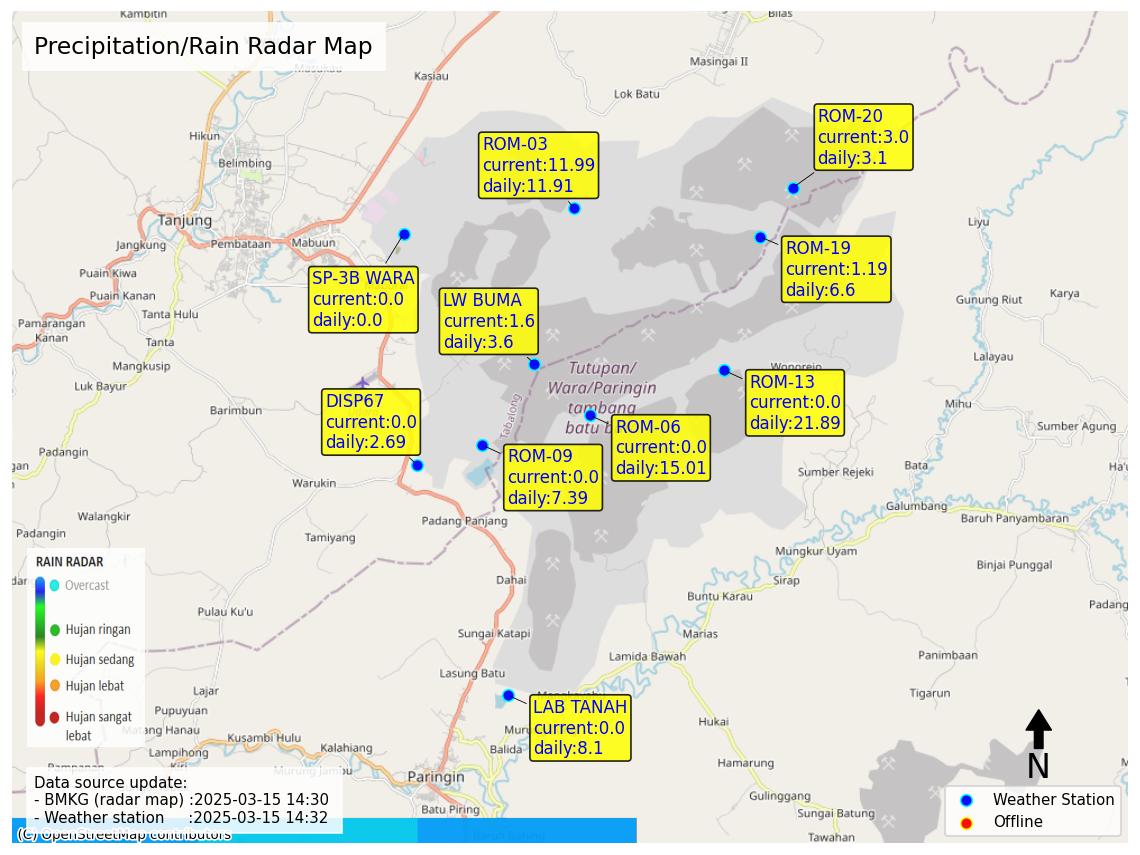 Kambitin
Bilas
Precipitation/Rain Radar Map
Masukau
Kasiau
Masingai II
Lok Batu
Hikun
Belimbing
ROM-03
current:11.99
daily:11.91
ROM-20
current:3.0
daily:3.1
Tanjung
Jangkung
Pembataan
Mabuun
Liyu
Puain Kiwa
Puain Kanan
Tanta Hulu
SP-3B WARA
current:0.0
daily:0.0
ROM-19
current:1.19
daily:6.6
Gunung Riut
Karya
LW BUMA
current:1.6
daily:3.6
Pamarangan
Kanan
Tanta
Mangkusip
Luk Bayur
Lalayau
Wonorejo
Tutupan/
Wara/Paringin
tambang
batu b
Tabalong
ROM-13
current:0.0
daily:21.89
DISP67
current:0.0
daily:2.69
Barimbun
Mihu
Sumber Agung
ROM-06
current:0.0
daily:15.01
ROM-09
current:0.0
daily:7.39
Padangin
gan
Warukin
Sumber Rejeki
Bata
Ha'u
Galumbang
Baruh Panyambaran
Walangkir
Padangin
Padang Panjang
Tamiyang
Mungkur Uyam
Binjai Punggal
Dahai
Sirap
Buntu Karau
Padang
RAIN RADAR
Overcast
Hujan ringan
Hujan sedang
Hujan lebat
Hujan sangat
lebat
Pulau Ku'u
Sungai Katapi
Marias
Lamida Bawah
Panimbaan
Lasung Batu
Lajar
Pupuyuan
Tigarun
Mangkayahu
LAB TANAH
current:0.0
daily:8.1
Hukai
Matang Hanau
Kusambi Hulu
Lampihong
Kiri
Kalahiang
Balida
Murung Jambu
Paringin
Hamarung
N
Pampanan
Data source update:
- BMKG (radar map) :2025-03-15 14:30
- Weather station :2025-03-15 14:32
Batu Piring
Gulinggang
Sungai Batung
Tawahan
Weather Station
Offline
Baruh Bahinu
(C) OpenStreetMap contributors